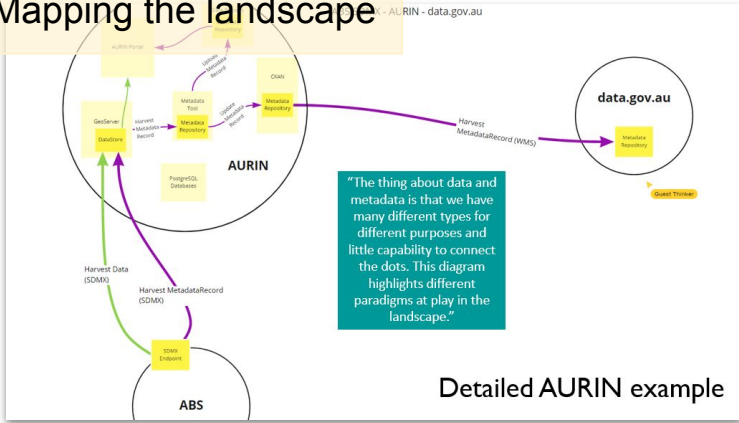 Mapping the landscape
- AURIN - data.gov.au
AURIN Portal
Repository
Upload
Metadata
Record
CKAN
Metadata
Tool
Metadata
Repository
Update
Metadata
Record
Metadata
Repository
GeoServer
DataStore
Harvest
Metadata
Record
AURIN
PostgreSQL
Databases
Harvest
MetadataRecord (WMS)
data.gov.au
Metadata
Repository
Guest Thinker
"The thing about data and
metadata is that we have
many different types for
different purposes and
little capability to connect
the dots. This diagram
highlights different
paradigms at play in the
landscape."
Harvest Data
(SDMX)
Harvest MetadataRecord
(SDMX)
SDMX
Endpoint
ABS
Detailed AURIN example